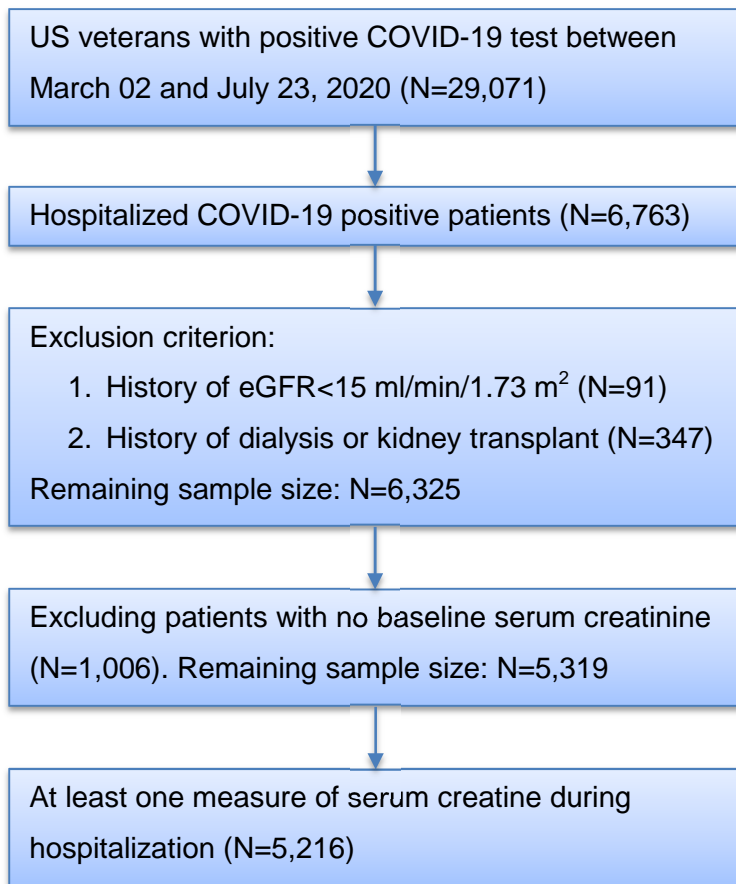 US veterans with positive COVID-19 test between
March 02 and July 23, 2020 (N=29,071)
Hospitalized COVID-19 positive patients (N=6,763)
Exclusion criterion:
1. History of eGFR<15 ml/min/1.73 m² (N=91)
2. History of dialysis or kidney transplant (N=347)
Remaining sample size: N=6,325
Excluding patients with no baseline serum creatinine
(N=1,006). Remaining sample size: N=5,319
At least one measure of serum creatine during
hospitalization (N=5,216)